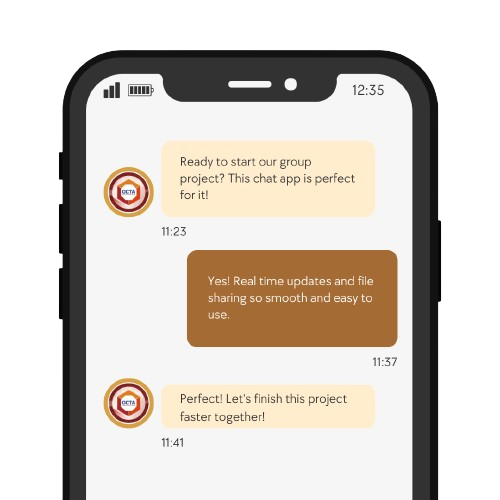 12:35
Ready to start our group
project? This chat app is perfect
for it!
OCTA
11:23
Yes! Real time updates and file
sharing so smooth and easy to
use.
11:37
Perfect! Let's finish this project
faster together!
OCTA
11:41